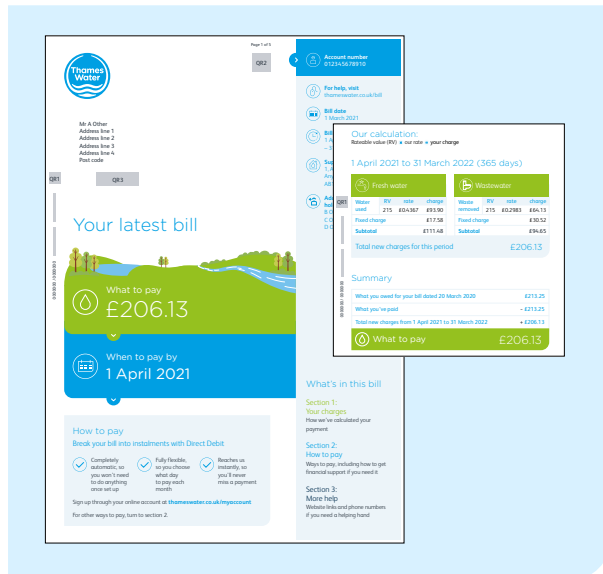 Page 1 of 5
QR2
Thames
Water
Account number
012345678910
For help, visit
thameswater.co.uk/bill
Bill date
1 March 2021
Mr A Other
Address line 1
Address line 2
Address line 3
Address line 4
Post code
QR1
QR3
Your latest bill
What to pay
£206.13
When to pay by
1 April 2021
How to pay
Break your bill into instalments with Direct Debit
Completely
automatic, so
you won't need
to do anything
once set up
Fully flexible,
so you choose
what day
to pay each
month
Reaches us
instantly, so
you'll never
miss a payment
Sign up through your online account at thameswater.co.uk/myaccount
For other ways to pay, turn to section 2.
What's in this bill
Section 1:
Your charges
How we've calculated your
payment
Section 2:
How to pay
Ways to pay, including how to get
financial support if you need it
Section 3:
More help
Website links and phone numbers
if you need a helping hand
Our calculation:
Rateable value (RV) x our rate = your charge
1 April 2021 to 31 March 2022 (365 days)
QR1
Fresh water
Water used RV 215 rate £0.4367 charge £93.90
Fixed charge £17.58
Subtotal £111.48
Wastewater
Waste removed RV 215 rate £0.2983 charge £64.13
Fixed charge £30.52
Subtotal £94.65
Total new charges for this period £206.13
Summary
What you owed for your bill dated 20 March 2020 £213.25
What you've paid – £213.25
Total new charges from 1 April 2021 to 31 March 2022 + £206.13
What to pay £206.13